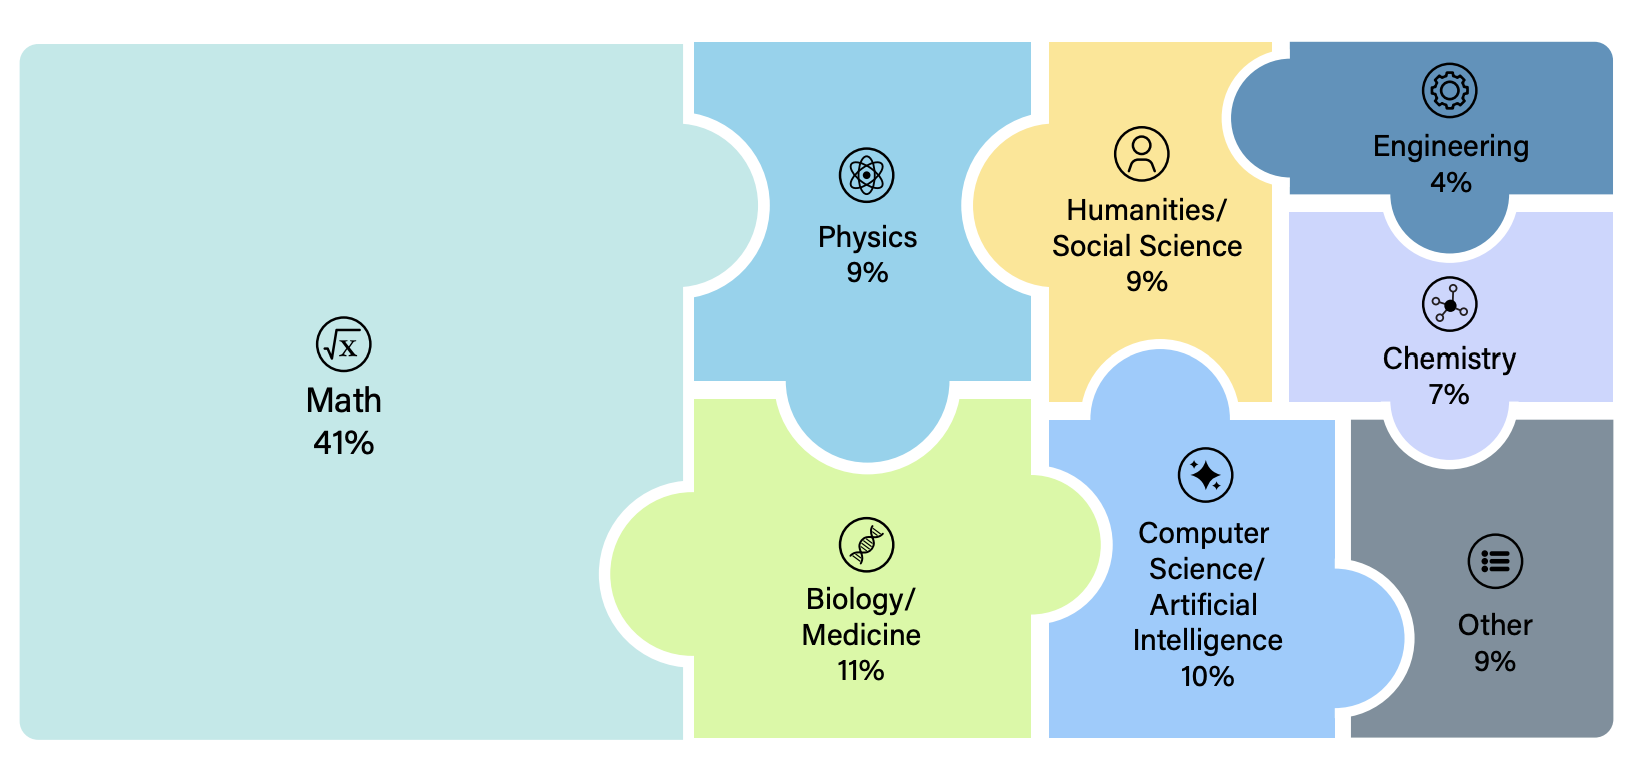 √x
Math
41%
Physics
9%
Biology/
Medicine
11%
Humanities/
Social Science
9%
Computer
Science/
Artificial
Intelligence
10%
Engineering
4%
Chemistry
7%
Other
9%